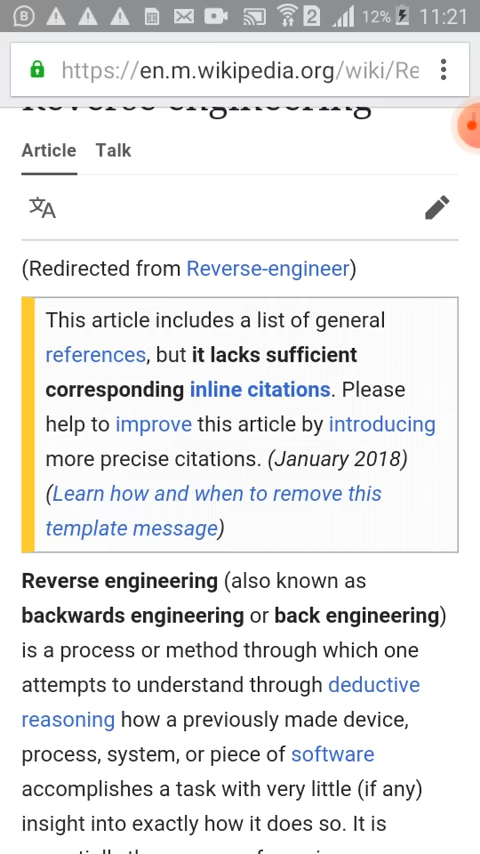 12% 11:21
https://en.m.wikipedia.org/wiki/Re
Reverse engineering
Article Talk
(Redirected from Reverse-engineer)
This article includes a list of general
references, but it lacks sufficient
corresponding inline citations. Please
help to improve this article by introducing
more precise citations. (January 2018)
(Learn how and when to remove this
template message)
Reverse engineering (also known as
backwards engineering or back engineering)
is a process or method through which one
attempts to understand through deductive
reasoning how a previously made device,
process, system, or piece of software
accomplishes a task with very little (if any)
insight into exactly how it does so. It is